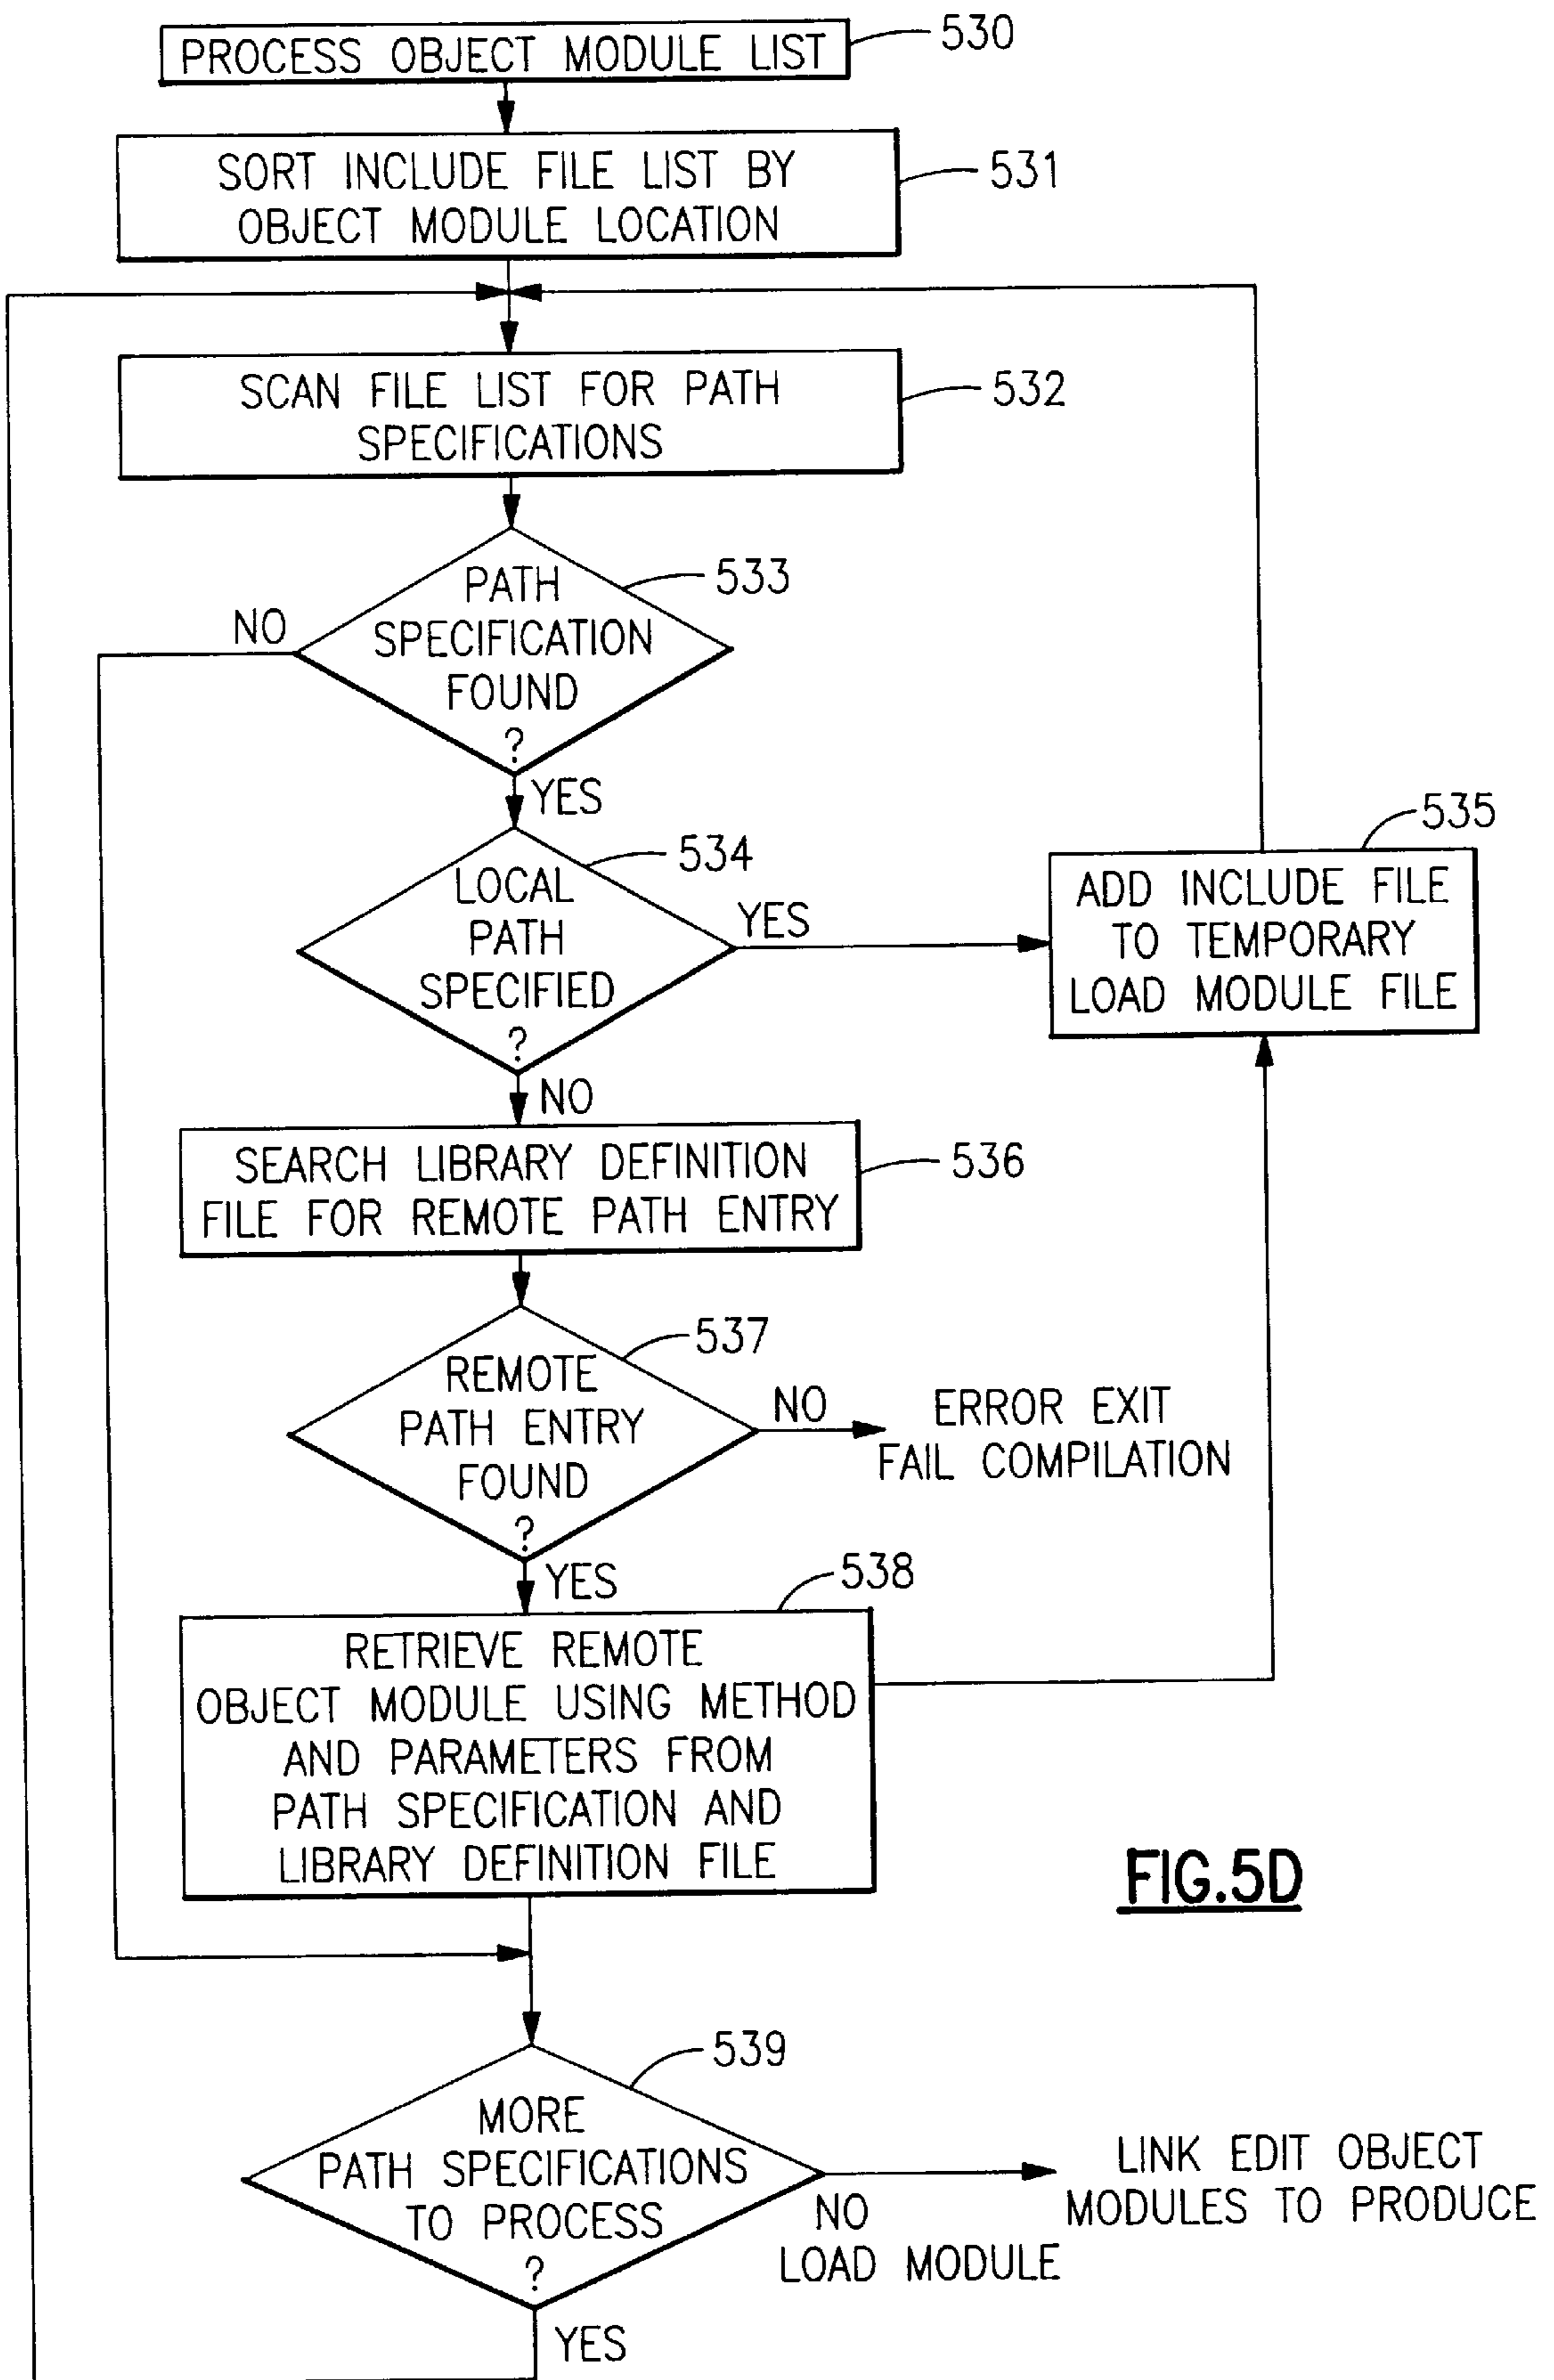 PROCESS OBJECT MODULE LIST
530
SORT INCLUDE FILE LIST BY
OBJECT MODULE LOCATION
531
SCAN FILE LIST FOR PATH
SPECIFICATIONS
532
PATH
SPECIFICATION
FOUND
?
533
NO
YES
LOCAL
PATH
SPECIFIED
?
534
YES
535
ADD INCLUDE FILE
TO TEMPORARY
LOAD MODULE FILE
NO
SEARCH LIBRARY DEFINITION
FILE FOR REMOTE PATH ENTRY
536
REMOTE
PATH ENTRY
FOUND
?
537
NO
ERROR EXIT
FAIL COMPILATION
YES
538
RETRIEVE REMOTE
OBJECT MODULE USING METHOD
AND PARAMETERS FROM
PATH SPECIFICATION AND
LIBRARY DEFINITION FILE
FIG.5D
MORE
PATH SPECIFICATIONS
TO PROCESS
?
539
NO
LINK EDIT OBJECT
MODULES TO PRODUCE
LOAD MODULE
YES